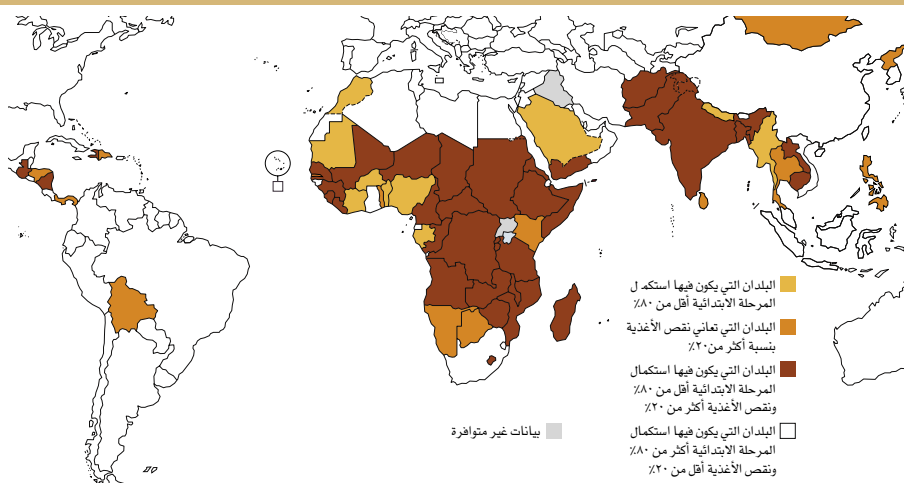 البلدان التي يكون فيها استكمـ ل
المرحلة الابتدائية أقل من ٨٠٪
البلدان التي تعاني نقص الأغذية
بنسبة أكثر من٢٠٪
البلدان التي يكون فيها استكمال
المرحلة الابتدائية أقل من ٨٠٪
ونقص الأغذية أكثر من ٢٠٪
البلدان التي يكون فيها استكمال
المرحلة الابتدائية أكثر من ٨٠٪
ونقص الأغذية أقل من ٢٠٪
بيانات غير متوافرة